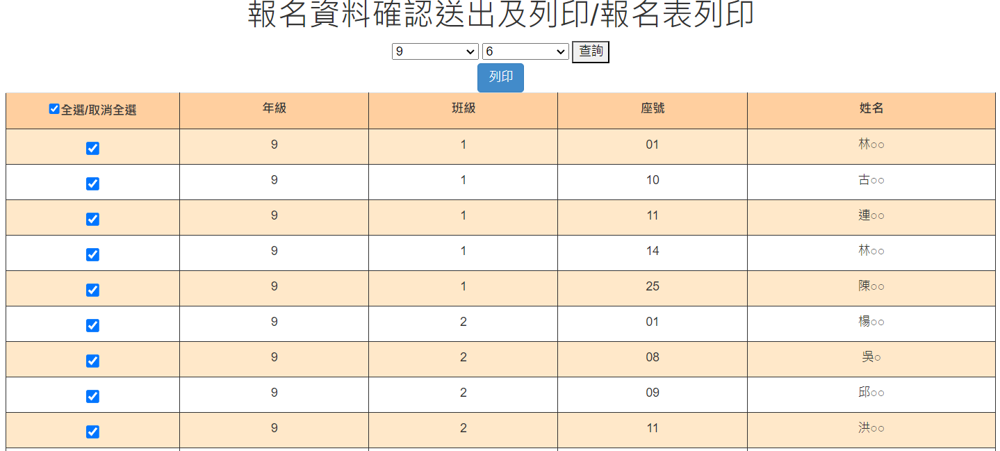 報名資料確認送出及列印/報名表列印
9 6 查詢
列印
全選/取消全選 年級 班級 座號 姓名
9 1 01 林○○
9 1 10 古○○
9 1 11 連○○
9 1 14 林○○
9 1 25 陳○○
9 2 01 楊○○
9 2 08 吳○
9 2 09 邱○○
9 2 11 洪○○